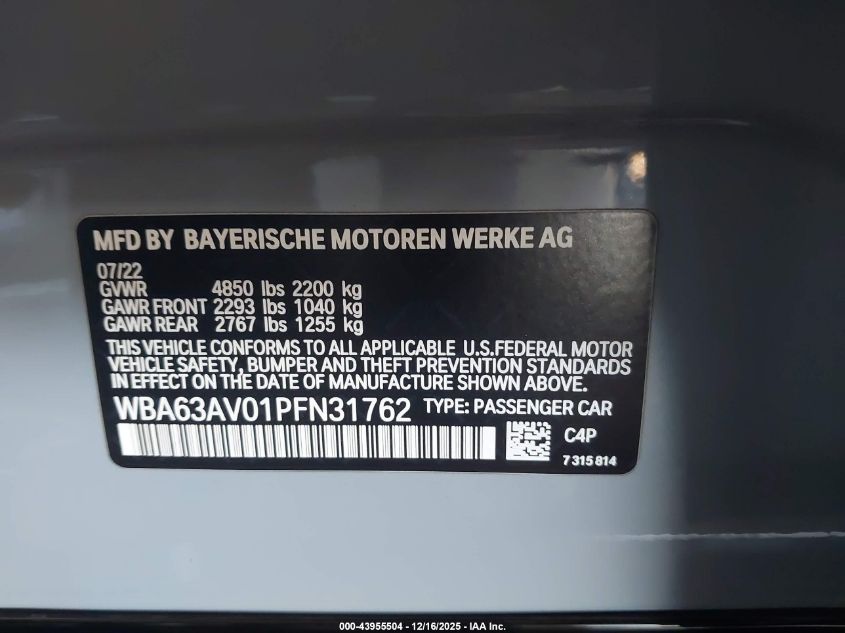 MFD BY BAYERISCHE MOTOREN WERKE AG
07/22
GVWR 4850 lbs 2200 kg
GAWR FRONT 2293 lbs 1040 kg
GAWR REAR 2767 lbs 1255 kg
THIS VEHICLE CONFORMS TO ALL APPLICABLE U.S.FEDERAL MOTOR
VEHICLE SAFETY, BUMPER AND THEFT PREVENTION STANDARDS
IN EFFECT ON THE DATE OF MANUFACTURE SHOWN ABOVE.
WBA63AV01PFN31762 TYPE: PASSENGER CAR
C4P
7 315 814
000-43955504 - 12/16/2025 - IAA Inc.